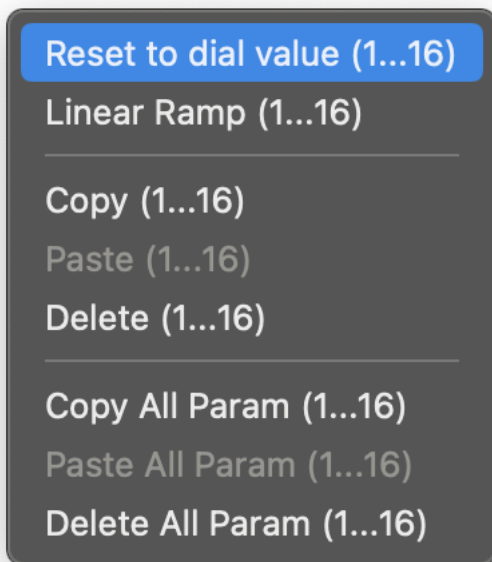 Reset to dial value (1...16)
Linear Ramp (1...16)
Copy (1...16)
Paste (1...16)
Delete (1...16)
Copy All Param (1...16)
Paste All Param (1...16)
Delete All Param (1...16)